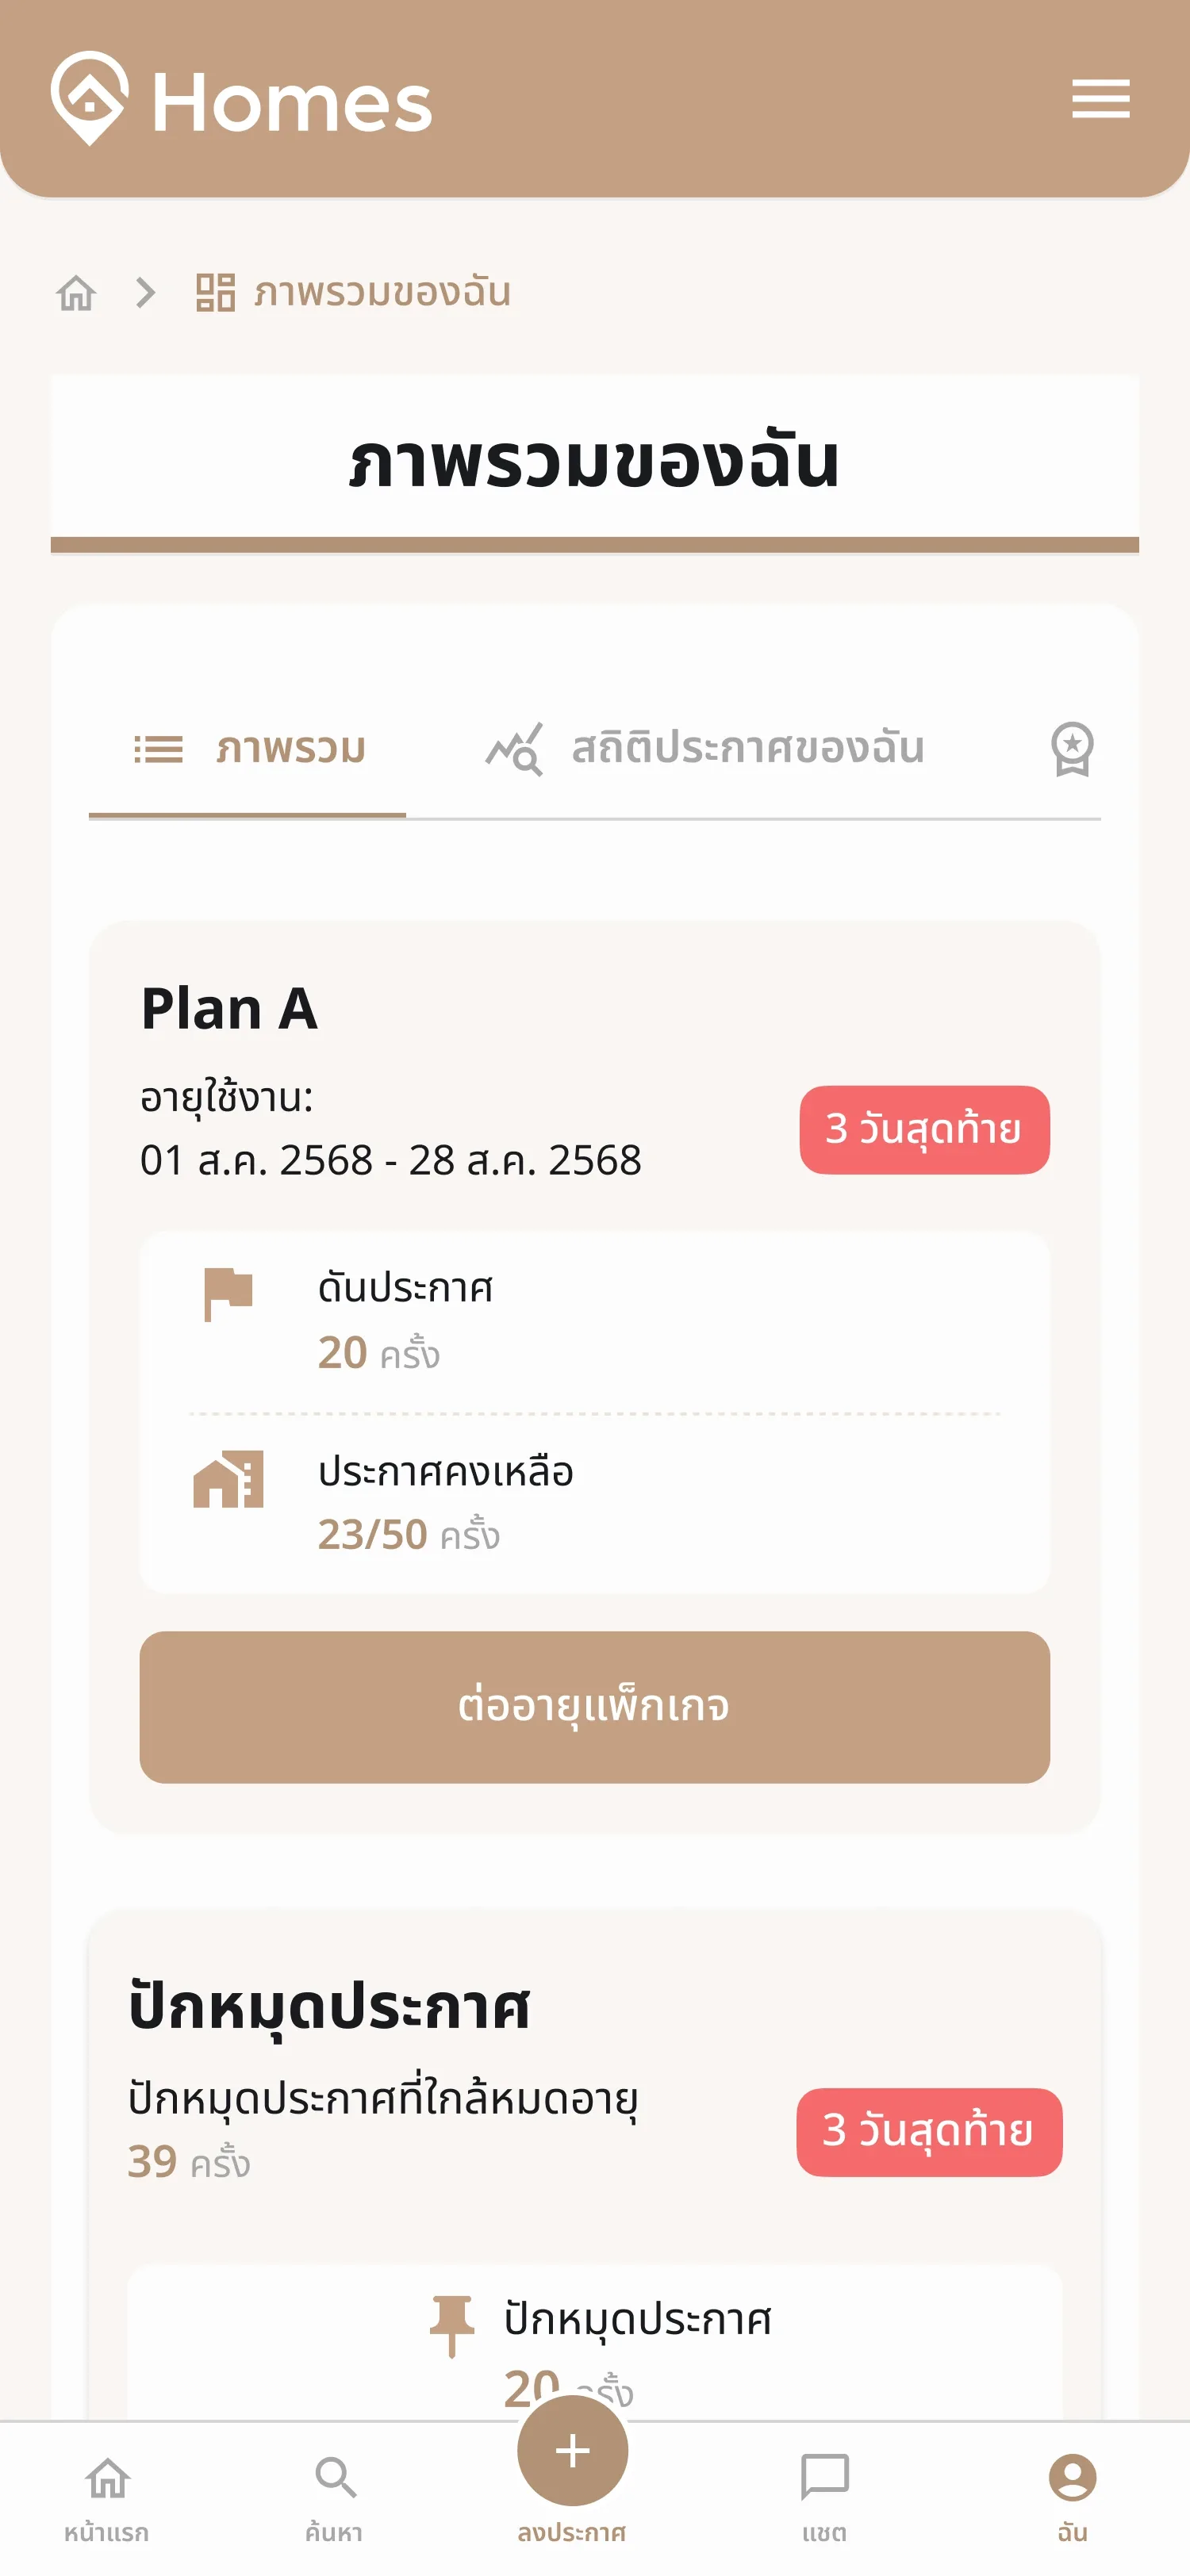 Homes
ภาพรวมของฉัน
ภาพรวมของฉัน
ภาพรวม
สถิติประกาศของฉัน
Plan A
อายุใช้งาน:
01 ส.ค. 2568 - 28 ส.ค. 2568
3 วันสุดท้าย
ดันประกาศ
20 ครั้ง
ประกาศคงเหลือ
23/50 ครั้ง
ต่ออายุแพ็กเกจ
ปักหมุดประกาศ
ปักหมุดประกาศที่ใกล้หมดอายุ
39 ครั้ง
3 วันสุดท้าย
ปักหมุดประกาศ
20 ครั้ง
หน้าแรก
ค้นหา
ลงประกาศ
แชต
ฉัน